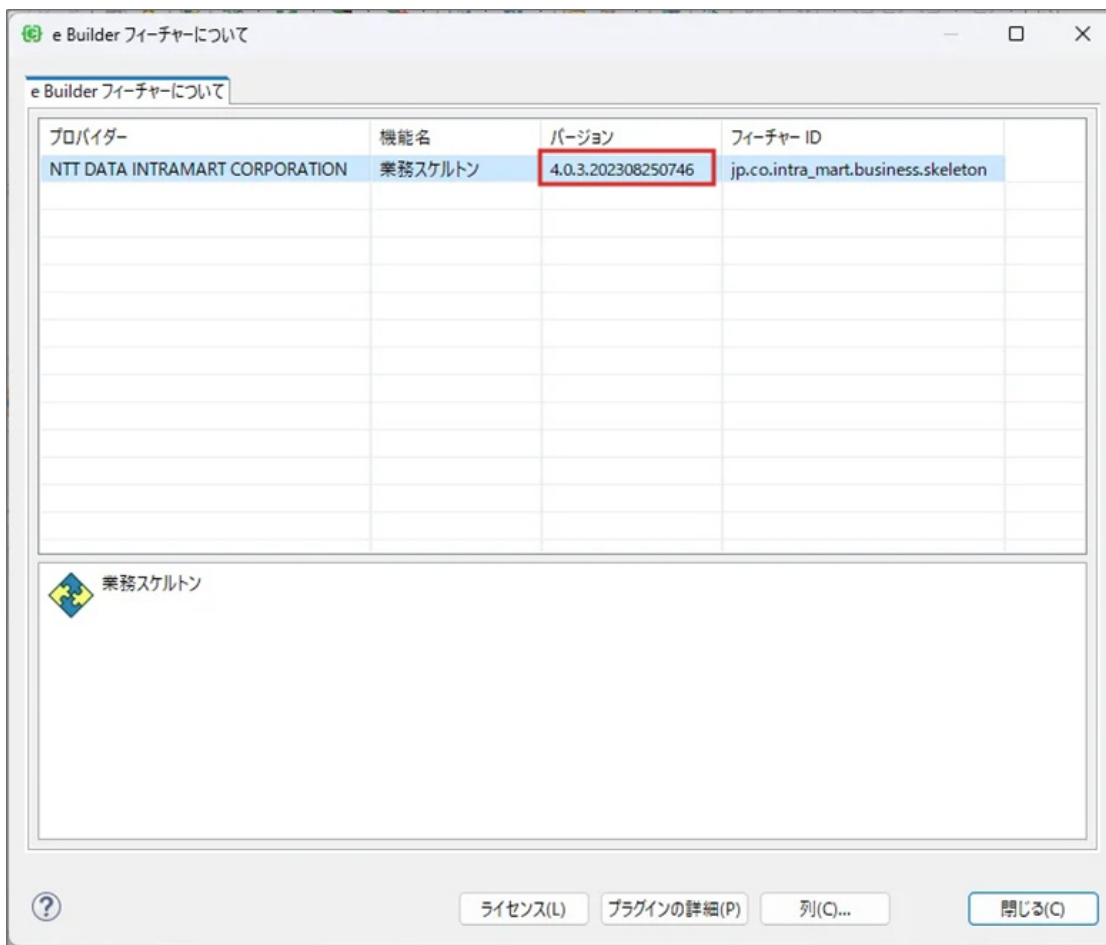 e Builder フィーチャーについて
e Builder フィーチャーについて
プロバイダー 機能名 バージョン フィーチャー ID
NTT DATA INTRAMART CORPORATION 業務スケルトン 4.0.3.202308250746 jp.co.intra_mart.business.skeleton
業務スケルトン
ライセンス(L) プラグインの詳細(P) 列(C)... 閉じる(C)